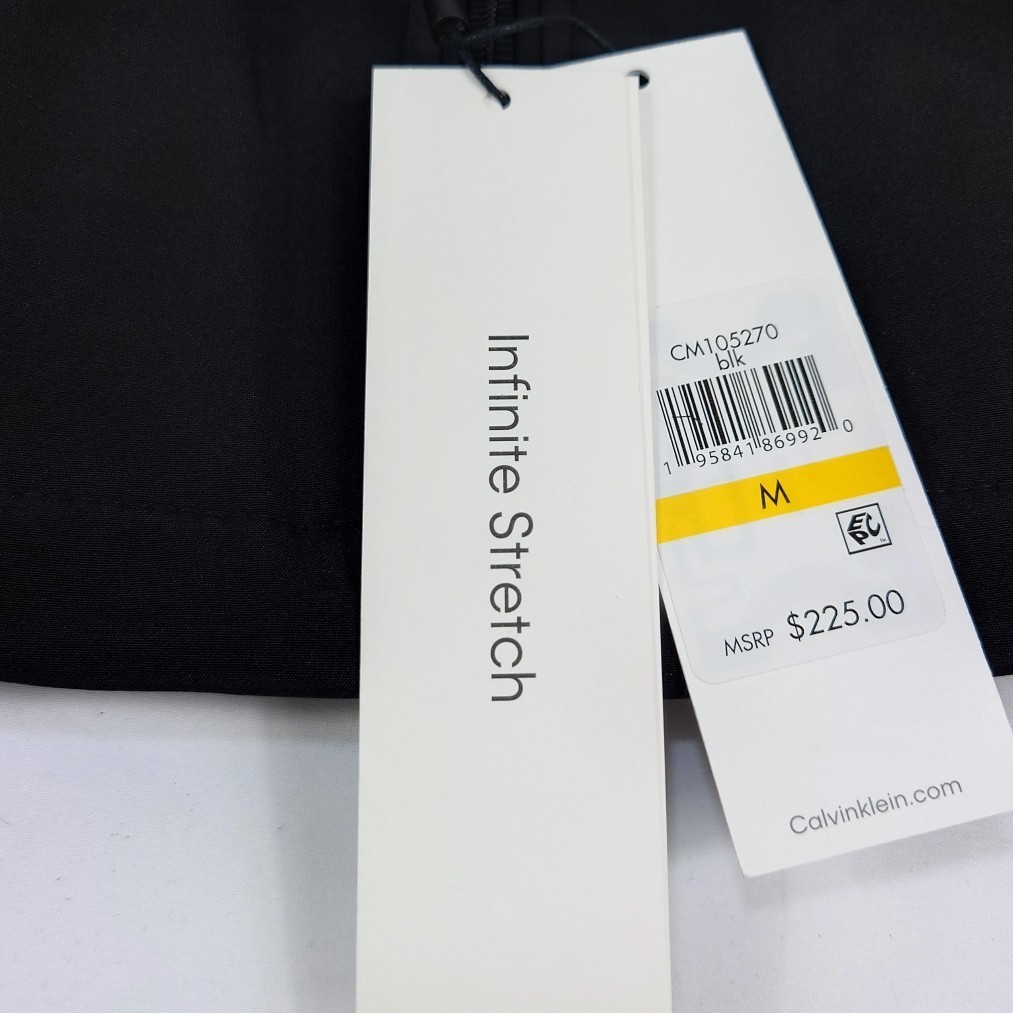 Infinite Stretch
CM105270
blk
1 95841 86992 0
M
EPC
MSRP $225.00
Calvinklein.com